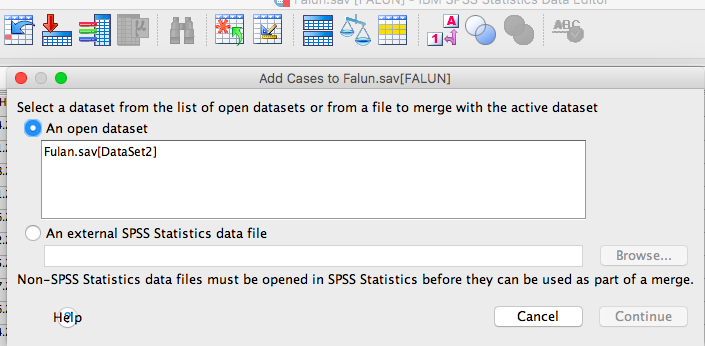 Falun.sav [FALUN] - IBM SPSS Statistics Data Editor
A
1
ABC
Add Cases to Falun.sav[FALUN]
Select a dataset from the list of open datasets or from a file to merge with the active dataset
An open dataset
Fulan.sav[DataSet2]
An external SPSS Statistics data file
Browse...
Non-SPSS Statistics data files must be opened in SPSS Statistics before they can be used as part of a merge.
Help
Cancel
Continue